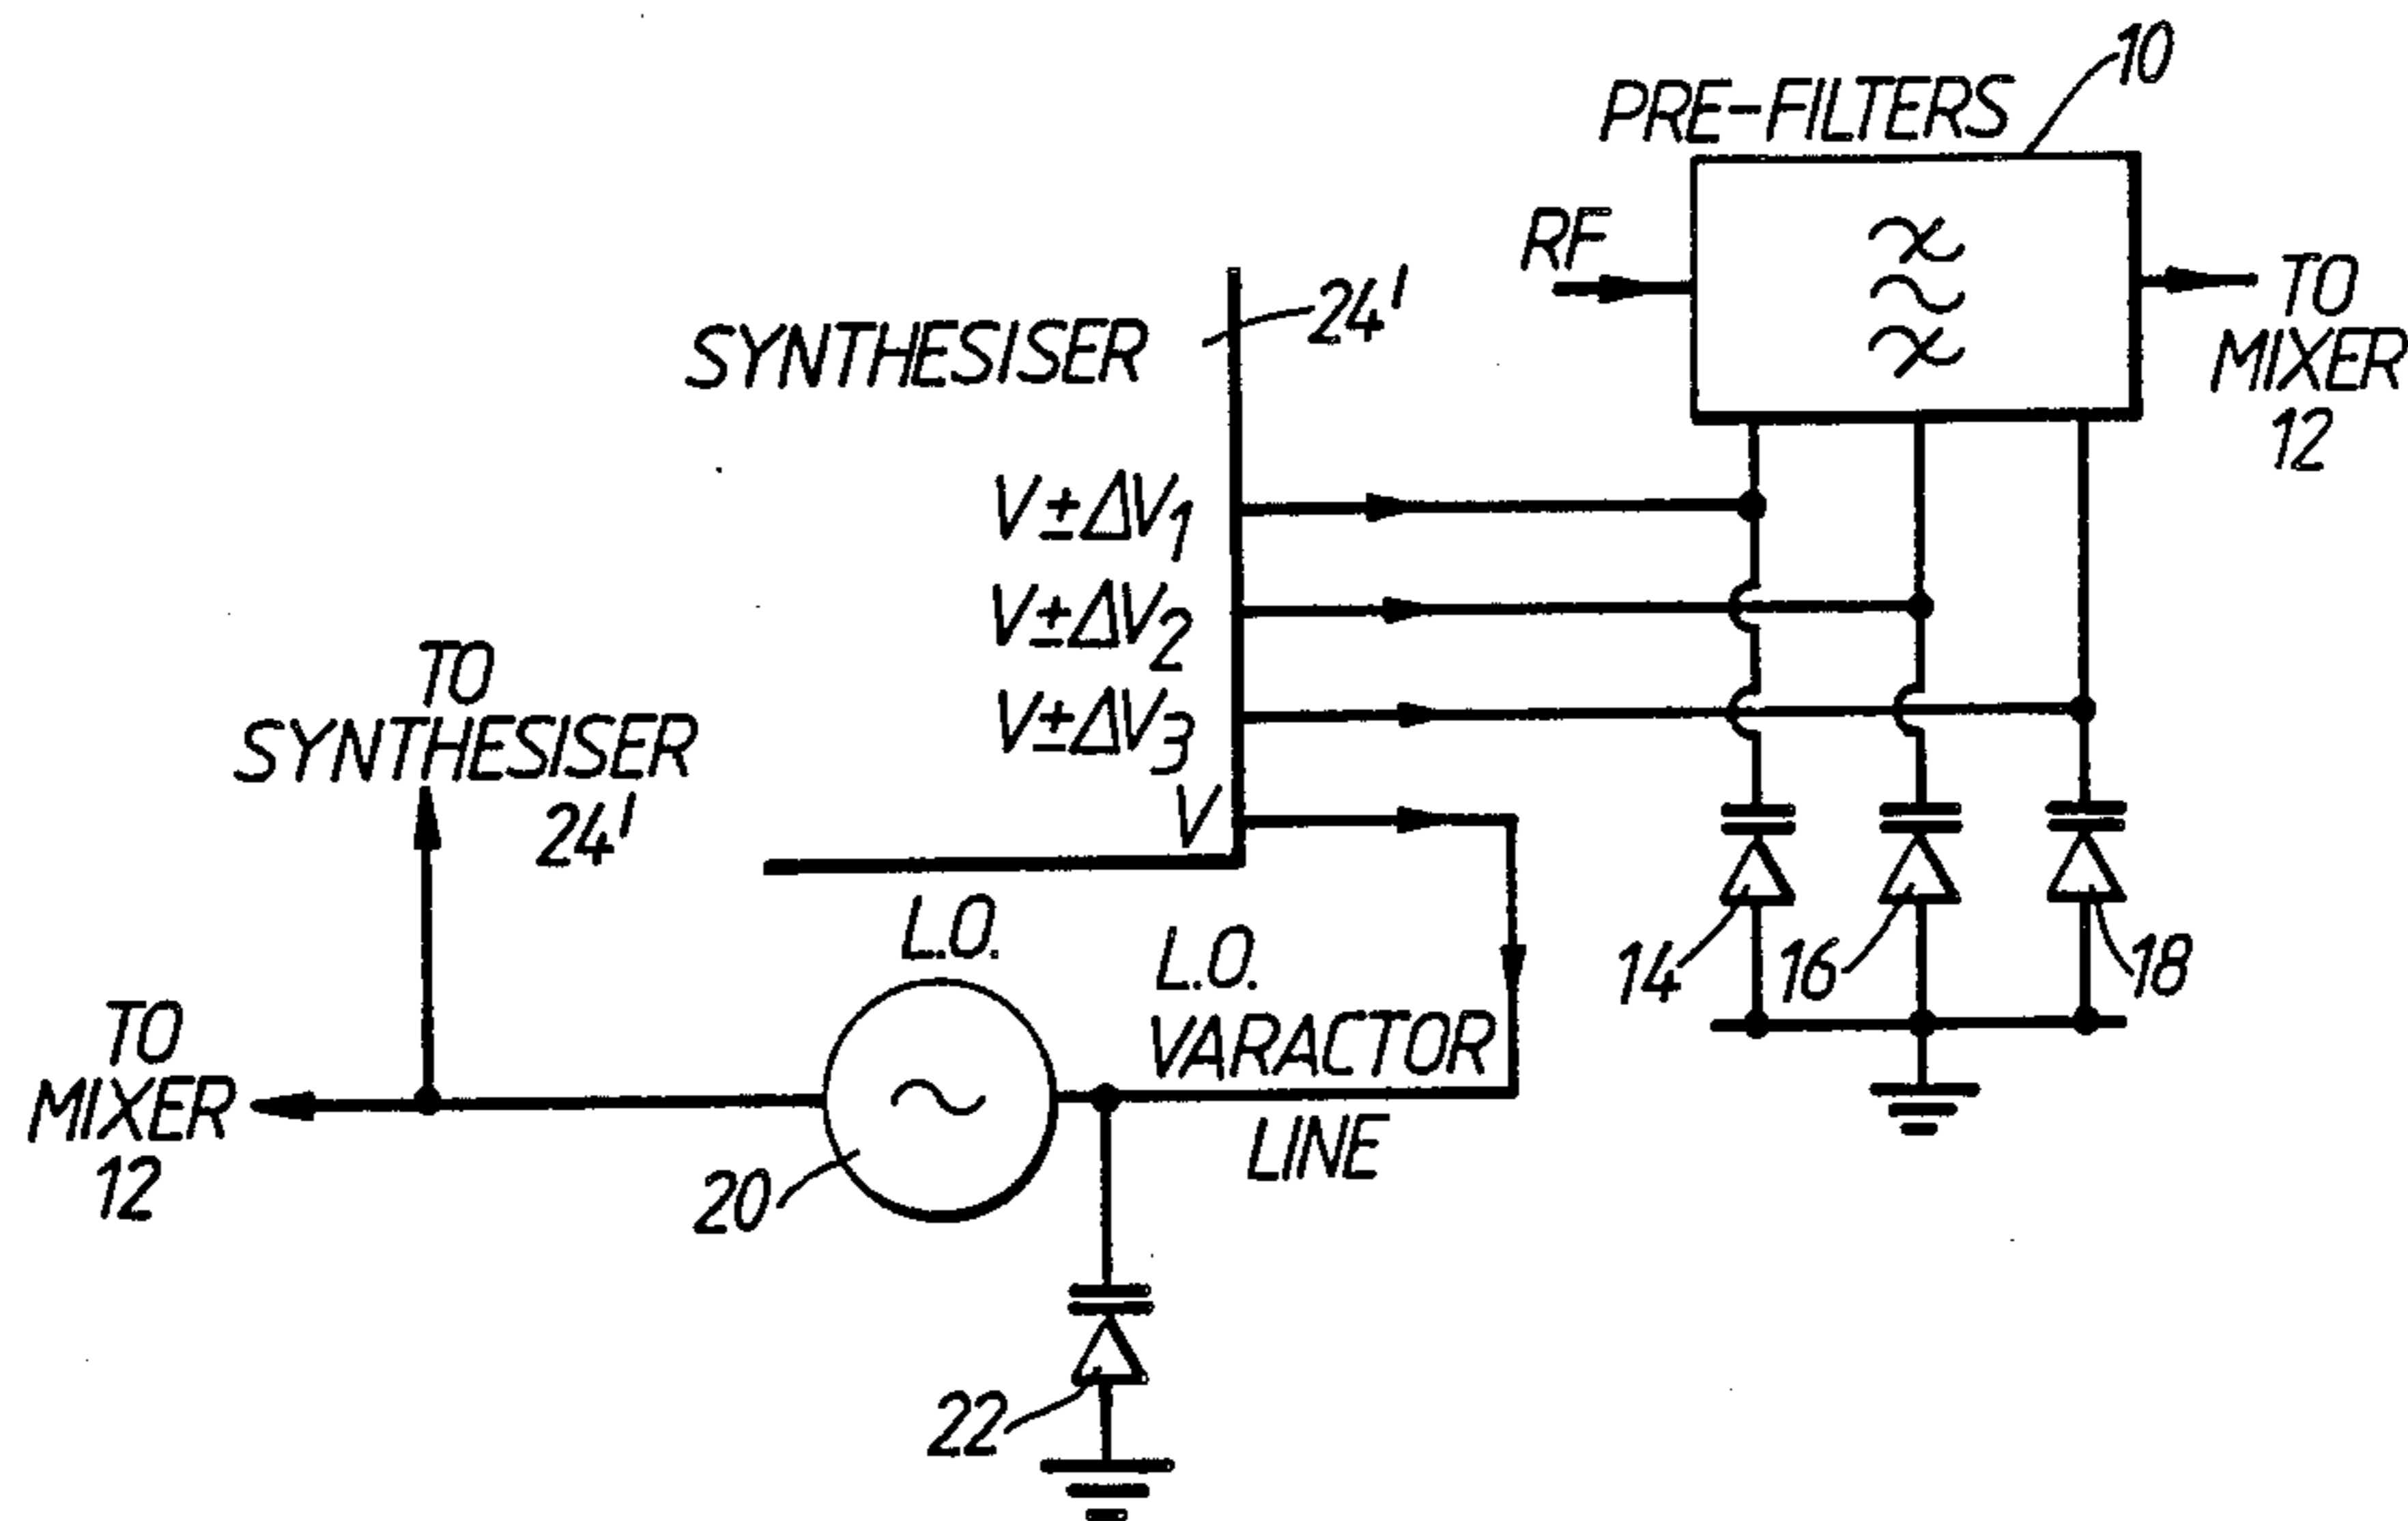 10
PRE-FILTERS
RF
TO
MIXER
12
SYNTHESISER
24'
V±ΔV1
V±ΔV2
V±ΔV3
V
TO
SYNTHESISER
24'
L.O.
L.O.
VARACTOR
LINE
14
16
18
TO
MIXER
12
20
22